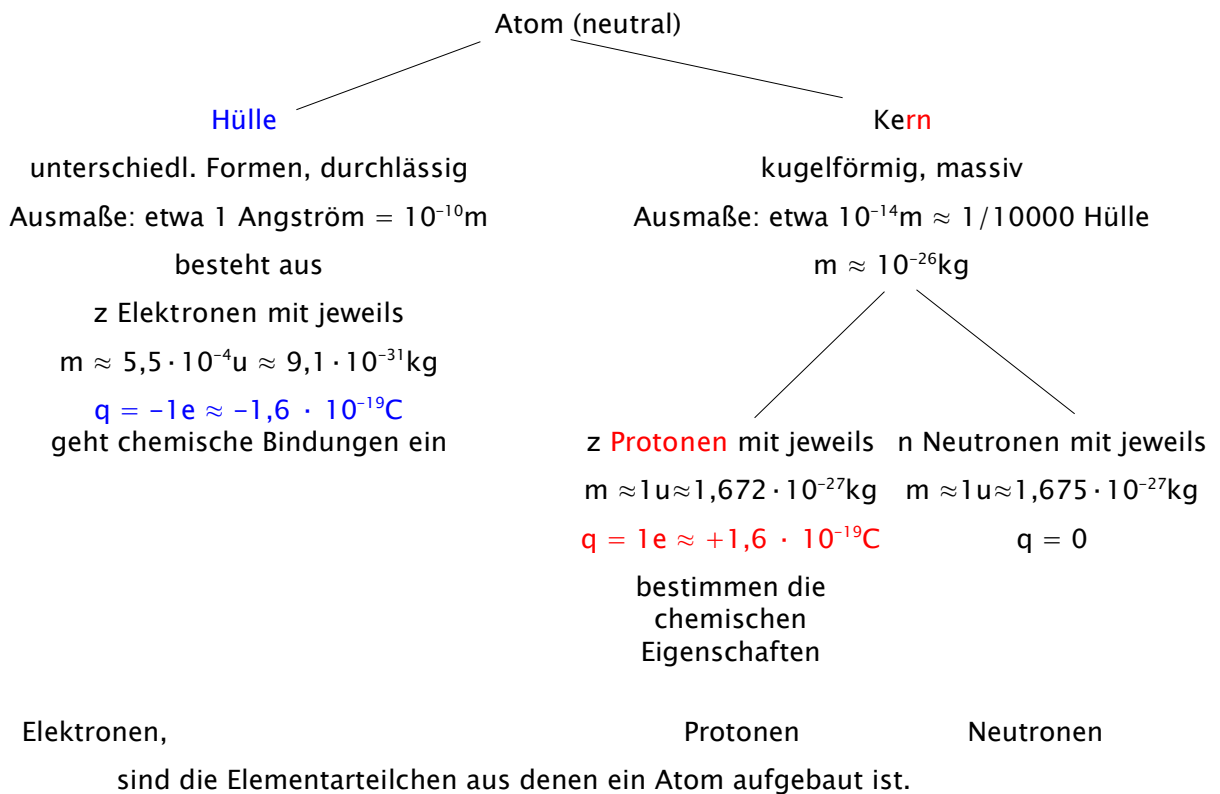 Atom (neutral)
Hülle
unterschiedl. Formen, durchlässig
Ausmaße: etwa 1 Angström = 10⁻¹⁰m
besteht aus
z Elektronen mit jeweils
m ≈ 5,5·10⁻⁴u ≈ 9,1·10⁻³¹kg
q = –1e ≈ –1,6 · 10⁻¹⁹C
geht chemische Bindungen ein
Kern
kugelförmig, massiv
Ausmaße: etwa 10⁻¹⁴m ≈ 1/10000 Hülle
m ≈ 10⁻²⁶kg
z Protonen mit jeweils
m ≈1u≈1,672·10⁻²⁷kg
q = 1e ≈ +1,6 · 10⁻¹⁹C
bestimmen die
chemischen
Eigenschaften
n Neutronen mit jeweils
m ≈1u≈1,675·10⁻²⁷kg
q = 0
Elektronen, Protonen Neutronen
sind die Elementarteilchen aus denen ein Atom aufgebaut ist.